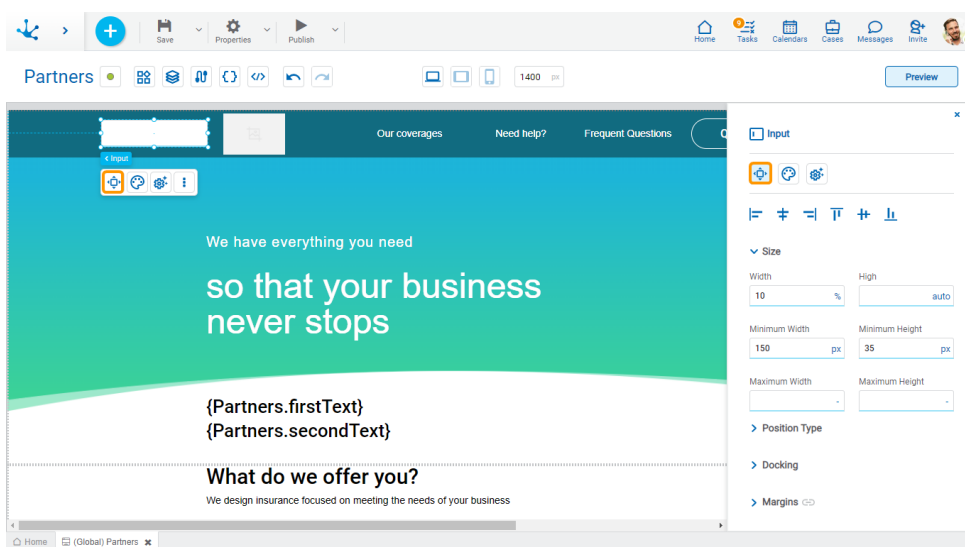 Save
Properties
Publish
Home
9
Tasks
Calendars
Cases
Messages
Invite
Partners
1400 px
Preview
Our coverages
Need help?
Frequent Questions
Q
< Input
Input
We have everything you need
so that your business
never stops
Size
Width
High
10 %
auto
Minimum Width
Minimum Height
150 px
35 px
Maximum Width
Maximum Height
-
-
Position Type
Docking
Margins
{Partners.firstText}
{Partners.secondText}
What do we offer you?
We design insurance focused on meeting the needs of your business
Home
(Global) Partners